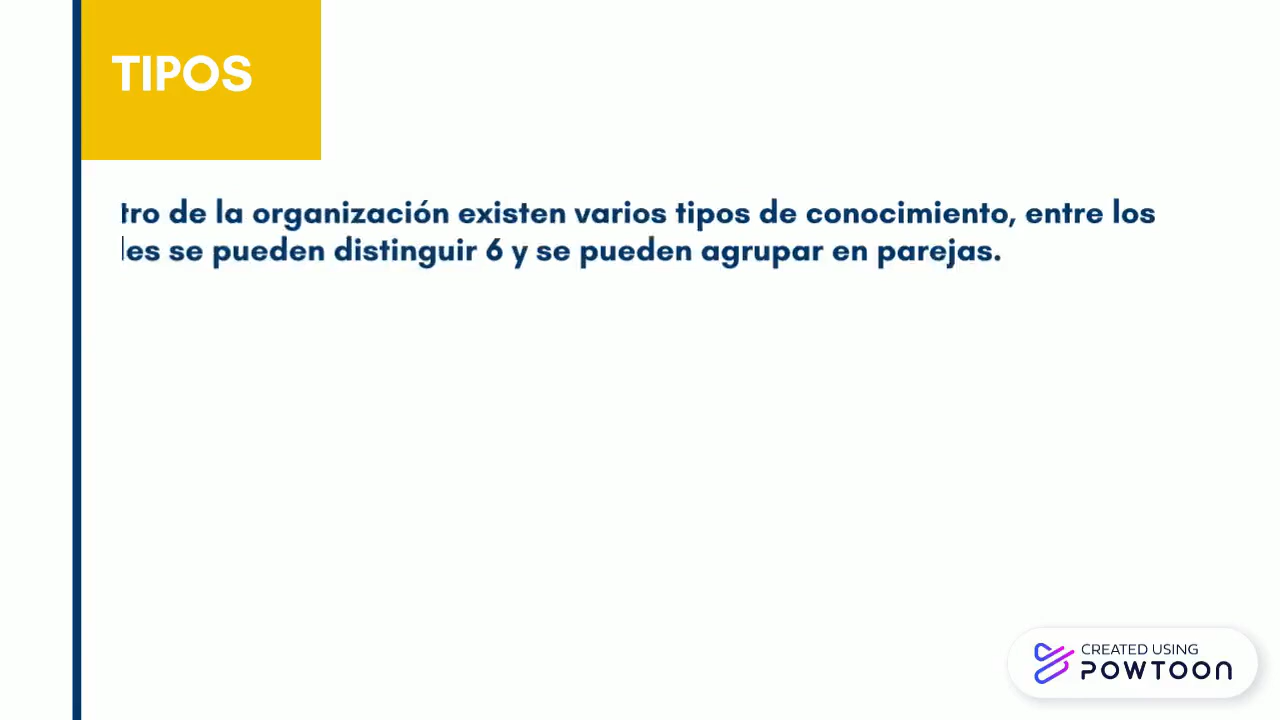 TIPOS
tro de la organización existen varios tipos de conocimiento, entre los
les se pueden distinguir 6 y se pueden agrupar en parejas.
CREATED USING
POWTOON